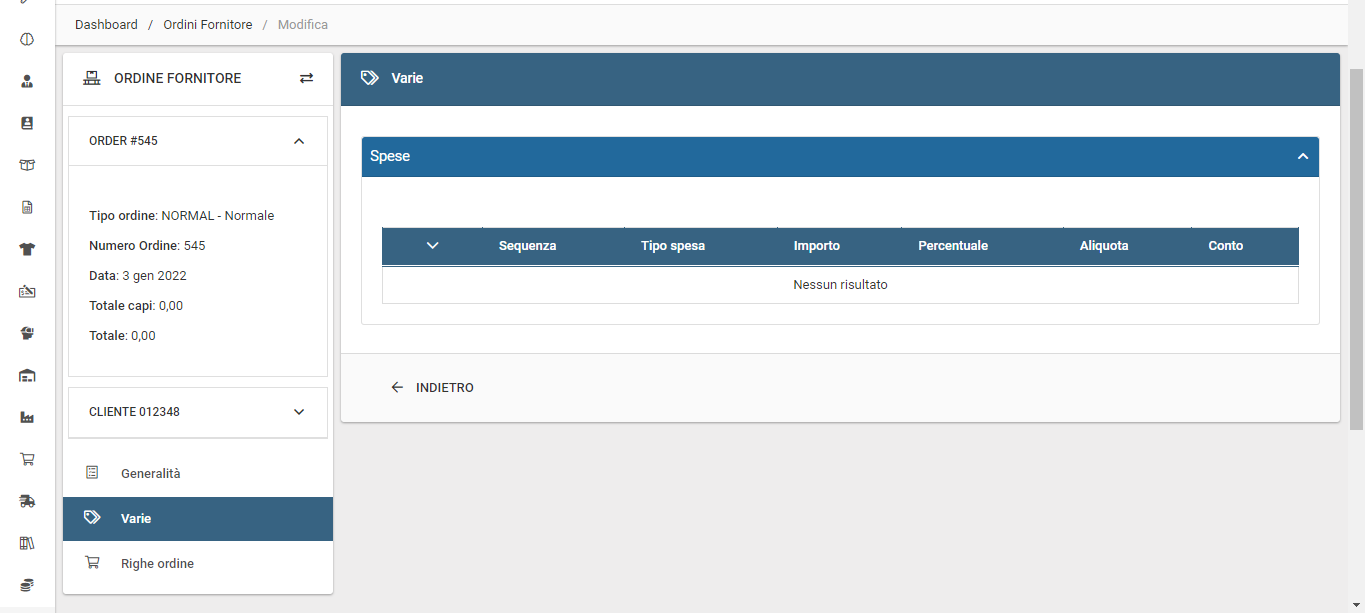 Dashboard / Ordini Fornitore / Modifica
ORDINE FORNITORE
ORDER #545
Tipo ordine: NORMAL - Normale
Numero Ordine: 545
Data: 3 gen 2022
Totale capi: 0,00
Totale: 0,00
CLIENTE 012348
Generalità
Varie
Righe ordine
Varie
Spese
Sequenza Tipo spesa Importo Percentuale Aliquota Conto
Nessun risultato
INDIETRO